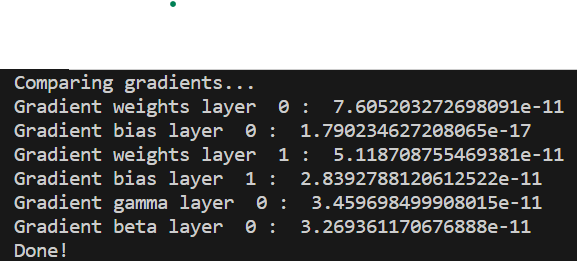 Comparing gradients...
Gradient weights layer  0 :  7.605203272698091e-11
Gradient bias layer  0 :  1.790234627208065e-17
Gradient weights layer  1 :  5.118708755469381e-11
Gradient bias layer  1 :  2.8392788120612522e-11
Gradient gamma layer  0 :  3.459698499908015e-11
Gradient beta layer  0 :  3.269361170676888e-11
Done!